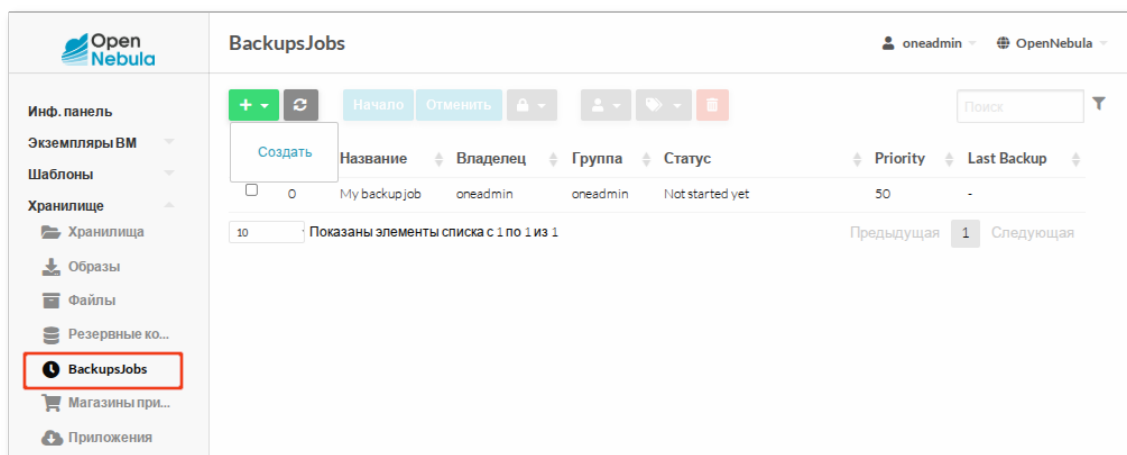 Open
Nebula
BackupsJobs
oneadmin
OpenNebula
Инф. панель
Экземпляры ВМ
Шаблоны
Хранилище
Хранилища
Образы
Файлы
Резервные ко...
BackupsJobs
Магазины при...
Приложения
+
Начало Отменить
Поиск
Создать
Название Владелец Группа Статус Priority Last Backup
0 My backup job oneadmin oneadmin Not started yet 50 -
10 Показаны элементы списка с 1 по 1 из 1
Предыдущая 1 Следующая